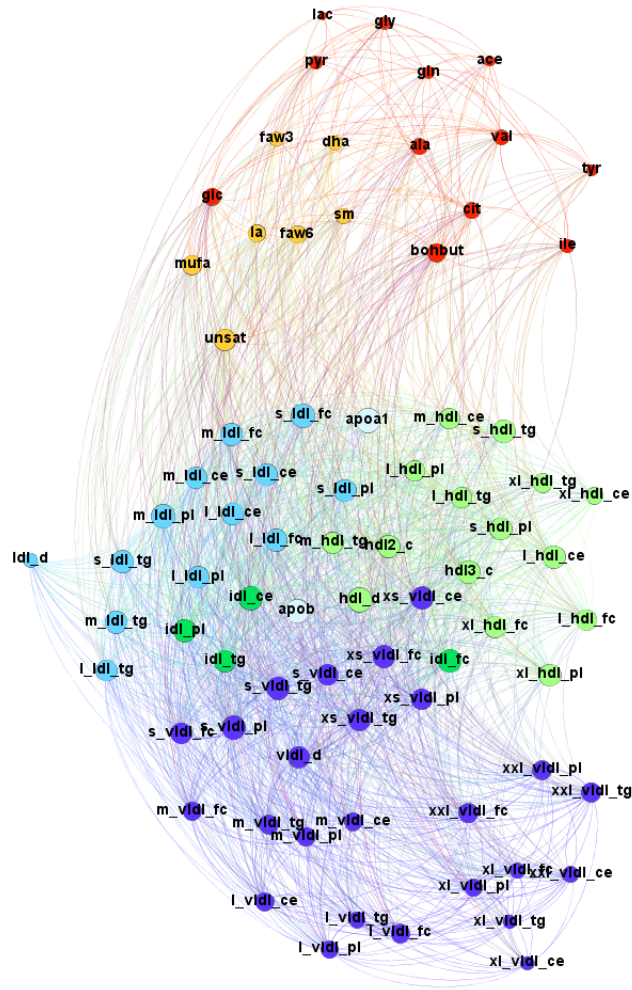 lac
gly
pyr
gln
ace
faw3
dha
ala
val
tyr
glc
sm
cit
la
faw6
bohbut
ile
mufa
unsat
s_ldl_fc
apoa1
m_hdl_ce
m_ldl_fc
s_hdl_tg
m_ldl_ce
s_ldl_ce
l_hdl_pl
s_ldl_pl
l_hdl_tg
xl_hdl_tg
xl_hdl_ce
m_ldl_pl
l_ldl_ce
s_hdl_pl
l_ldl_fc
m_hdl_tg
hdl2_c
l_hdl_ce
ldl_d
s_ldl_tg
l_ldl_pl
hdl3_c
idl_ce
apob
hdl_d
xs_vldl_ce
m_ldl_tg
idl_pl
xl_hdl_fc
l_hdl_fc
l_ldl_tg
idl_tg
xs_vldl_fc
idl_fc
s_vldl_ce
xl_hdl_pl
s_vldl_tg
xs_vldl_pl
s_vldl_fc
s_vldl_pl
xs_vldl_tg
vldl_d
xxl_vldl_pl
xxl_vldl_tg
m_vldl_fc
m_vldl_tg
m_vldl_ce
xxl_vldl_fc
m_vldl_pl
xl_vldl_fc
xxl_vldl_ce
xl_vldl_pl
l_vldl_ce
l_vldl_tg
xl_vldl_tg
l_vldl_fc
l_vldl_pl
xl_vldl_ce